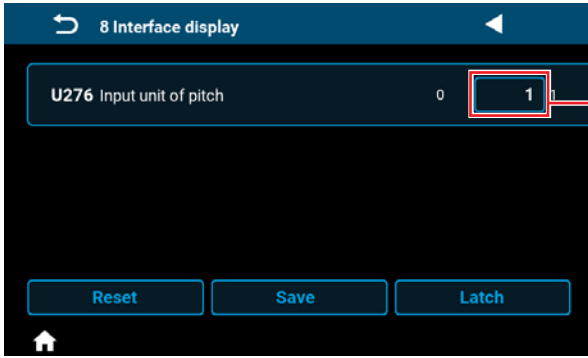 8 Interface display
U276 Input unit of pitch 0 1 1
Reset Save Latch